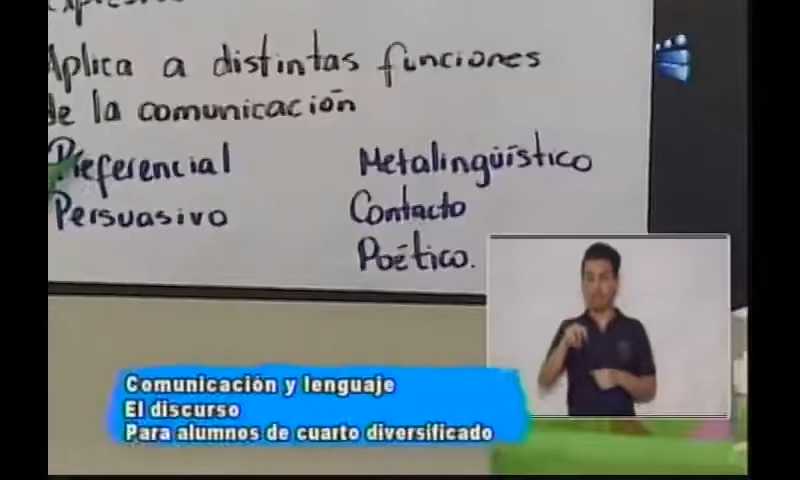 Aplica a distintas funciones
de la comunicación
Preferencial Metalingüístico
Persuasivo Contacto
Poético.
Comunicación y lenguaje
El discurso
Para alumnos de cuarto diversificado